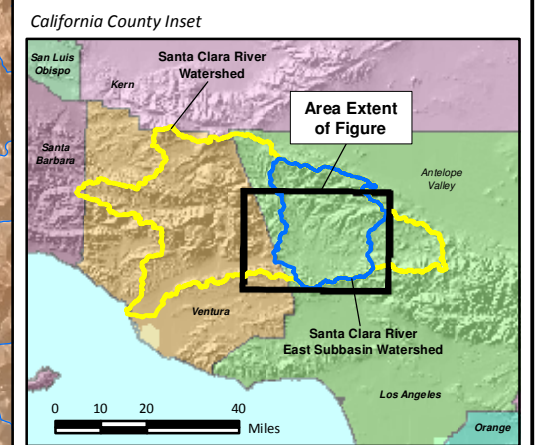 California County Inset
San Luis
Obispo
Kern
Santa Clara River
Watershed
Area Extent
of Figure
Santa
Barbara
Antelope
Valley
Ventura
Santa Clara River
East Subbasin Watershed
Los Angeles
Orange
0 10 20 40
Miles